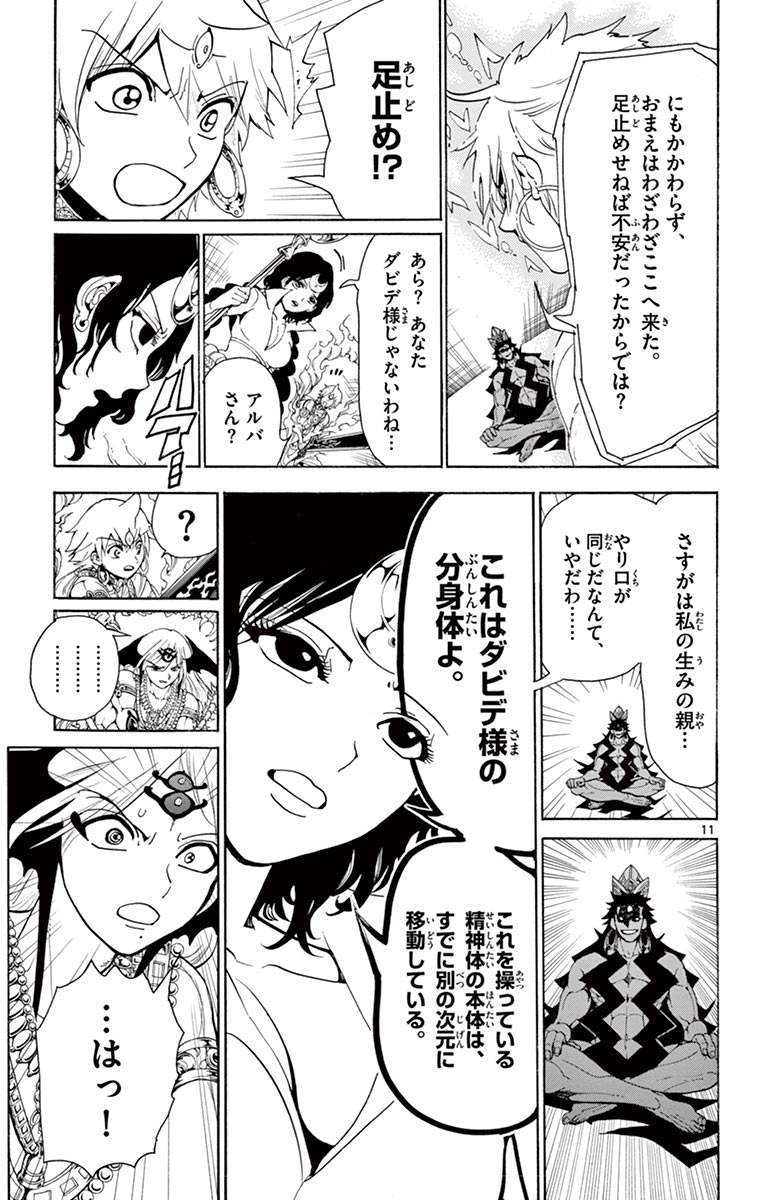 にもかかわらず、
おまえはわざわざここへ来た。
足止めせねば不安だったからでは？
足止め!?
あら？あなた
ダビデ様じゃないわね…
アルバ
さん？
さすがは私の生みの親…
やり口が
同じだなんて、
いやだわ……
これはダビデ様の
分身体よ。
これを操っている
精神体の本体は、
すでに別の次元に
移動している。
？
………
………
…はっ！
11